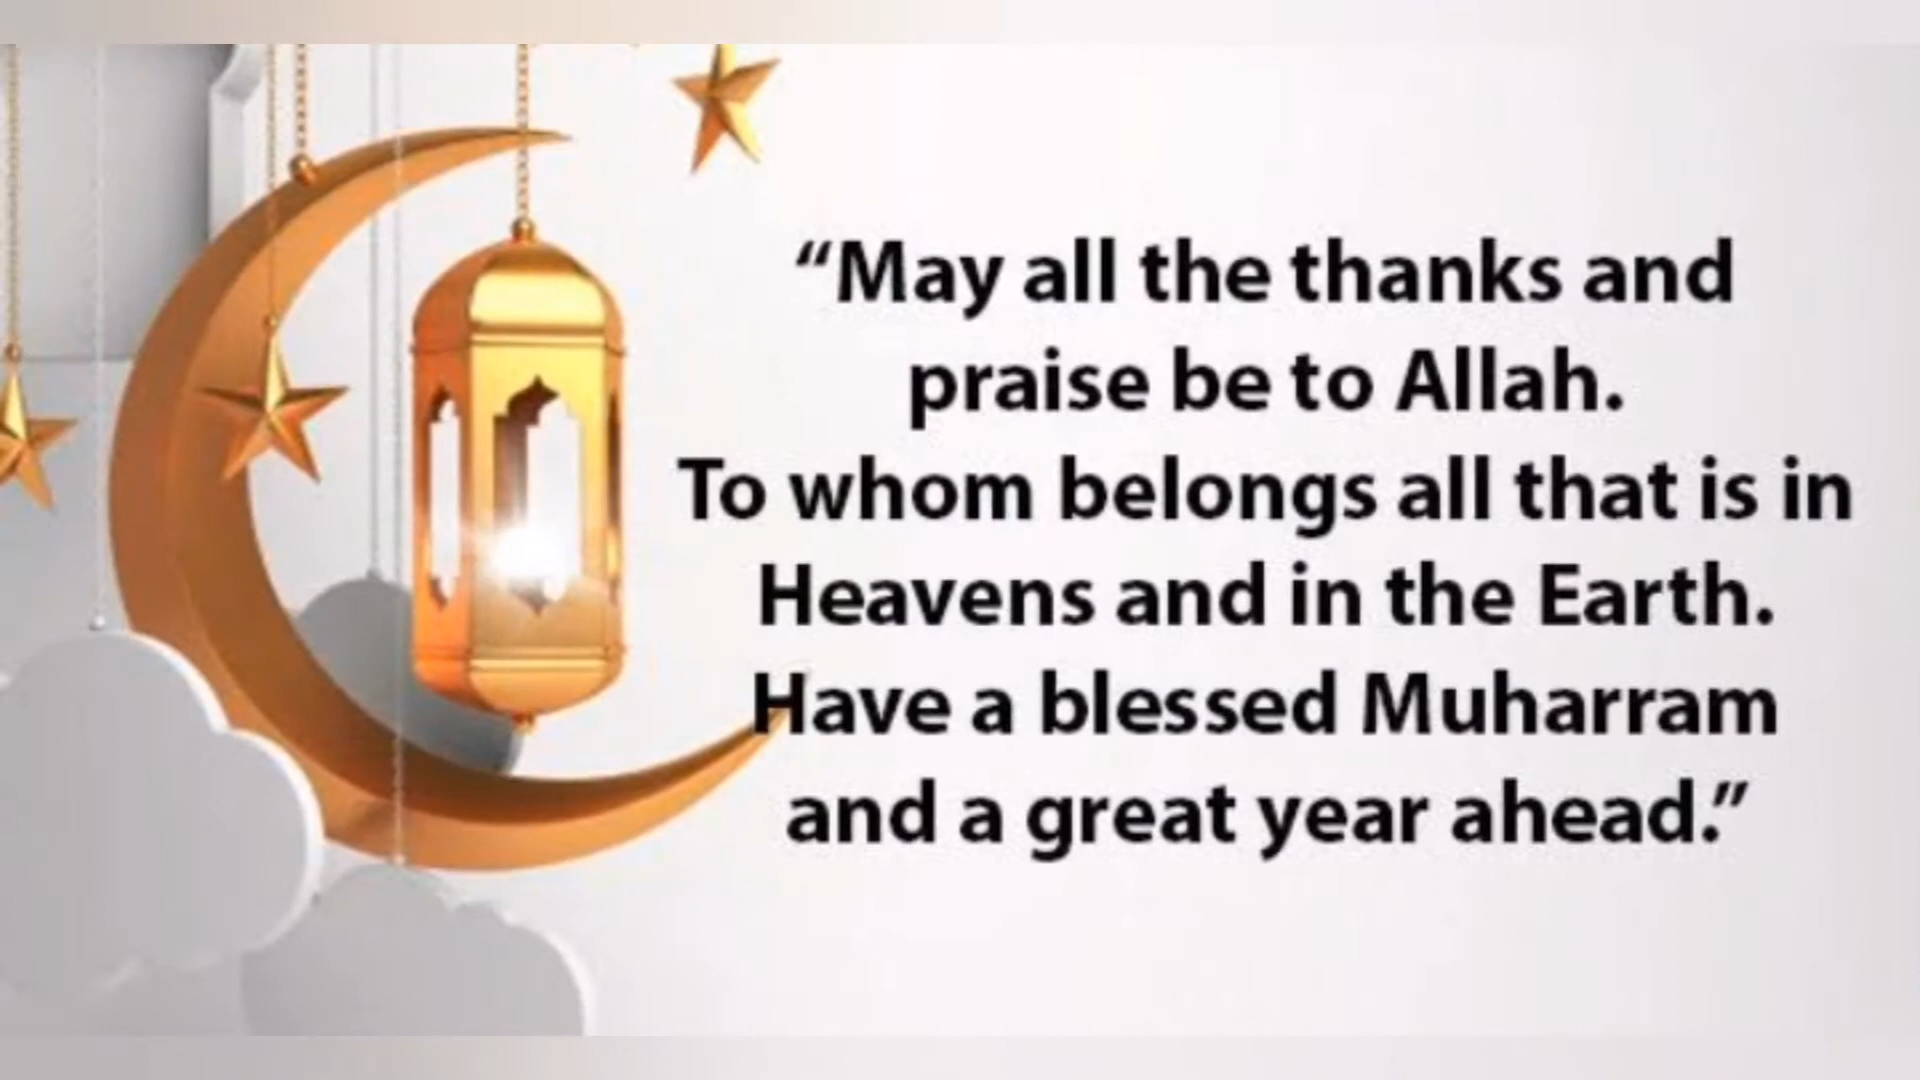 “May all the thanks and
praise be to Allah.
To whom belongs all that is in
Heavens and in the Earth.
Have a blessed Muharram
and a great year ahead.”